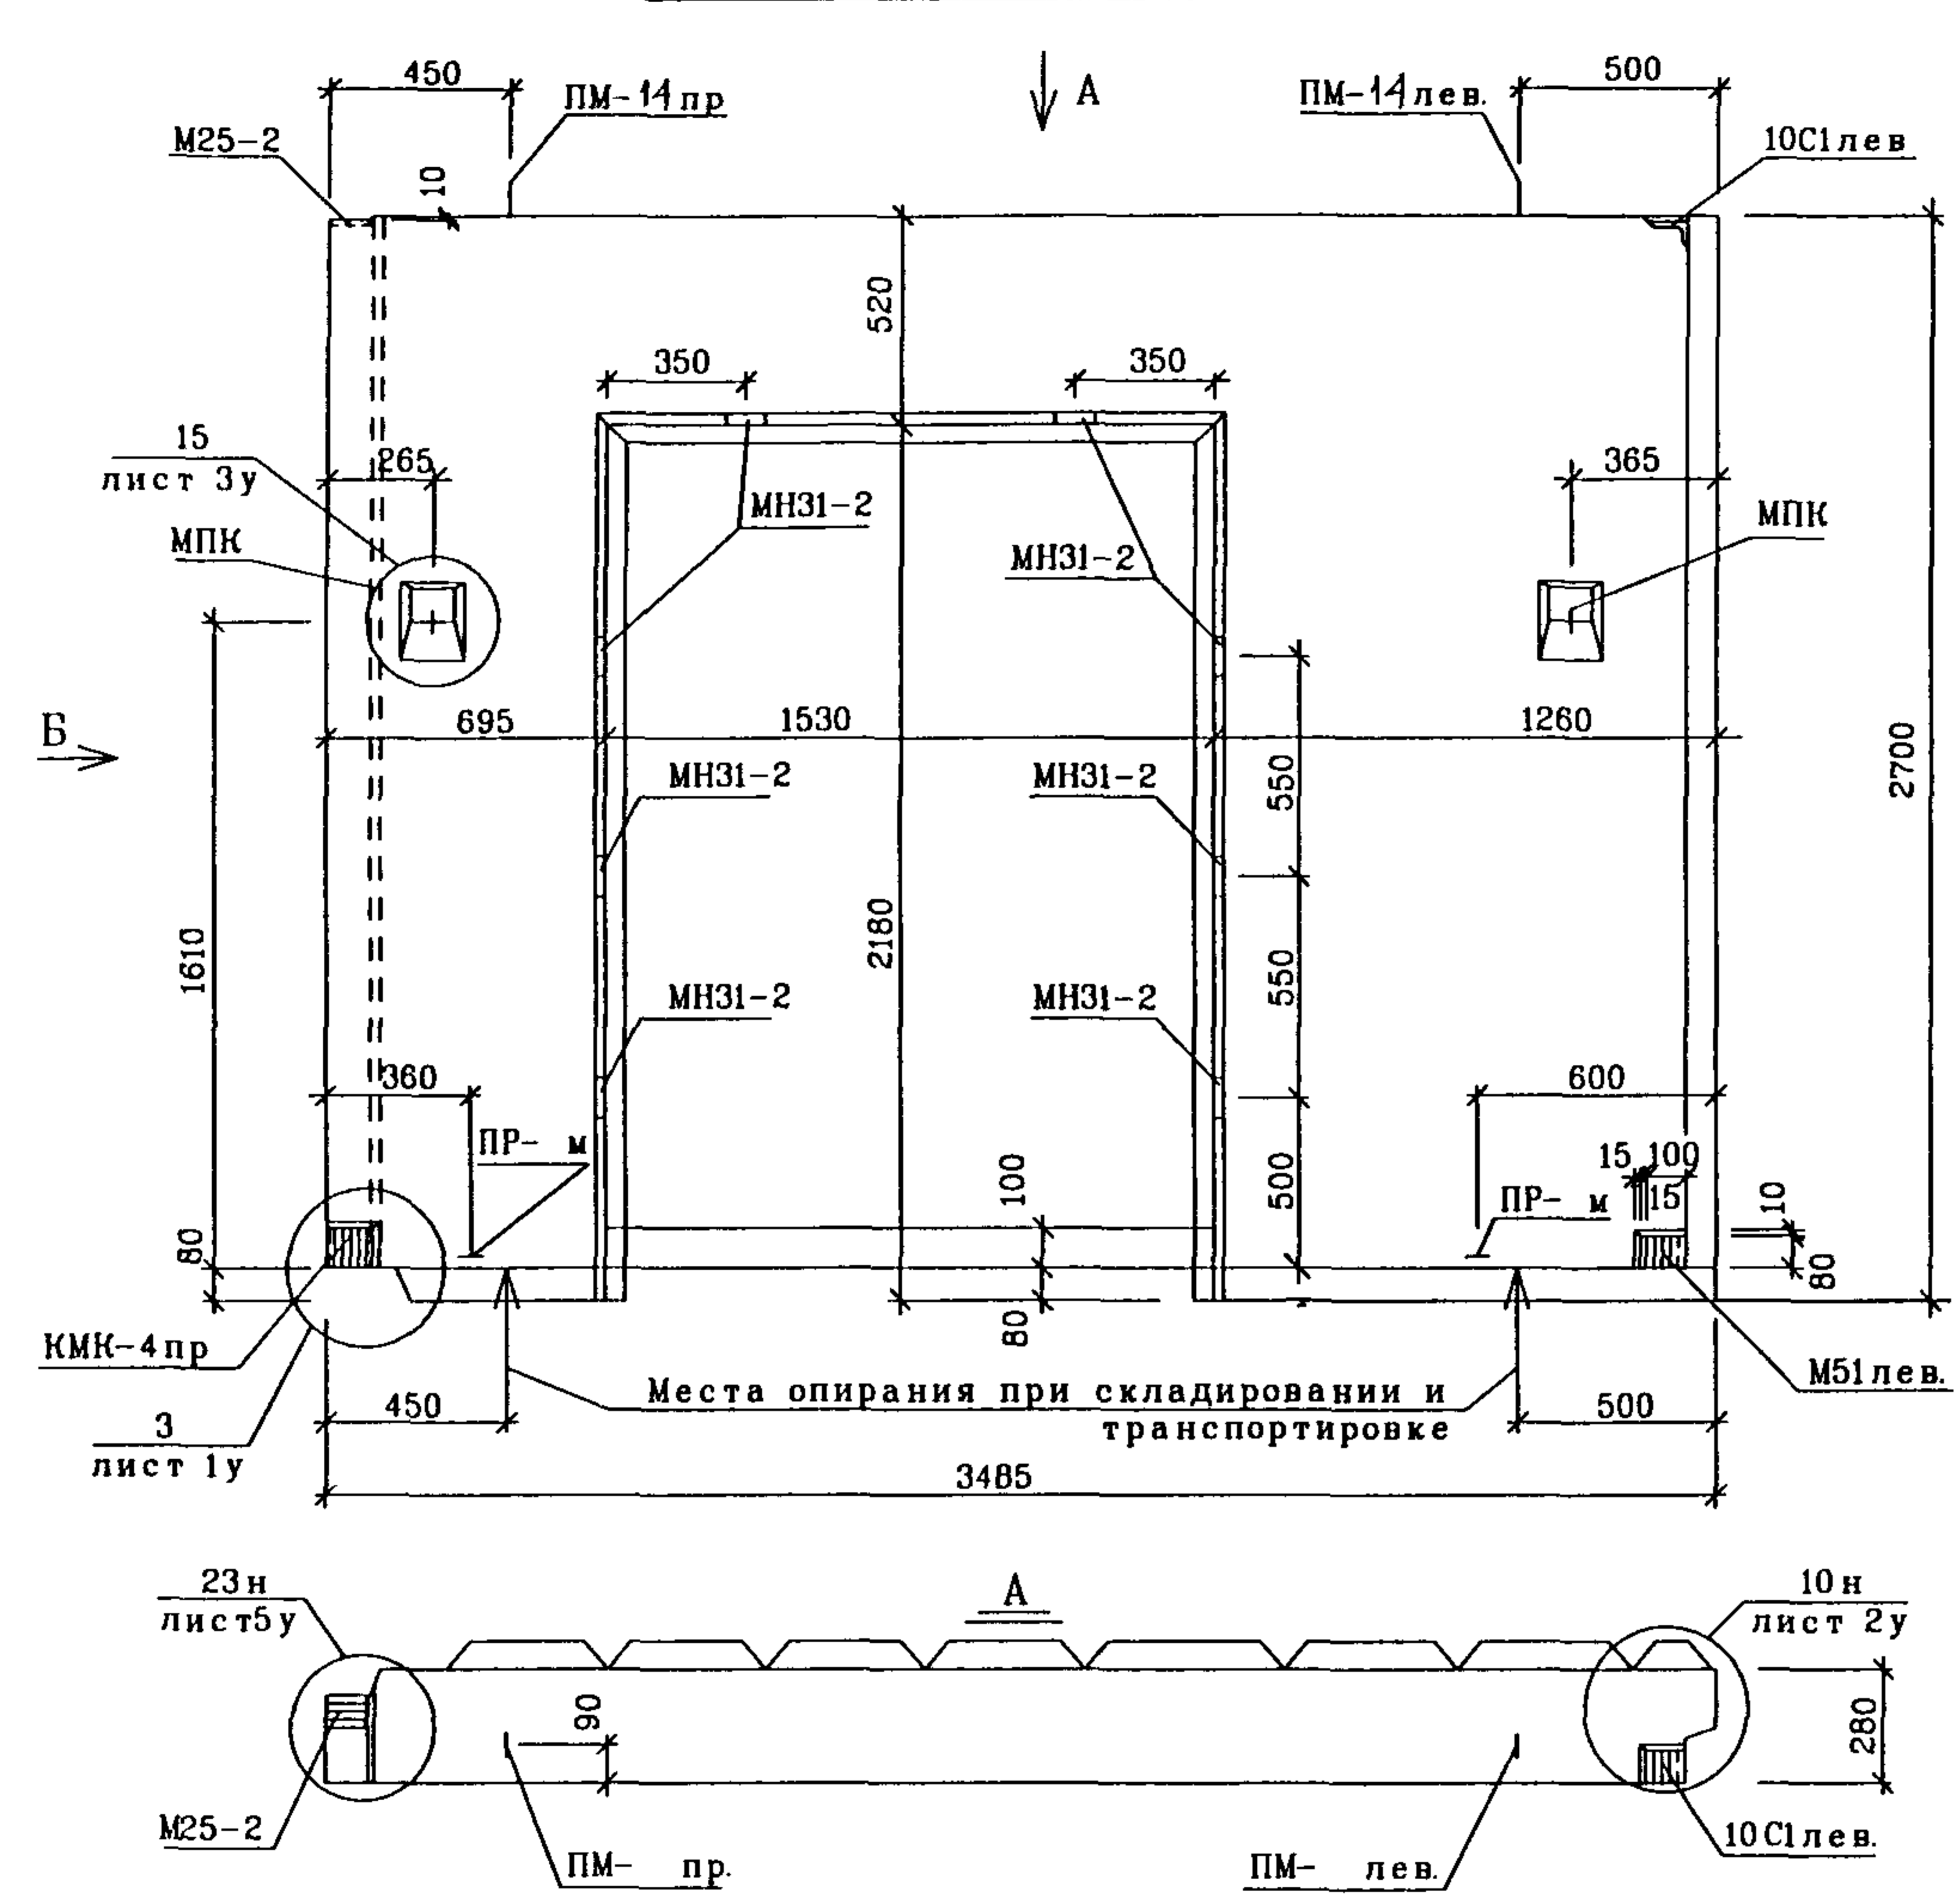 450
ПМ-14пр
А
ПМ-14лев.
500
М25-2
10С1лев
10
520
350
350
15
лист 3у
265
365
МН31-2
МПК
МПК
МН31-2
Б
695
1530
1260
2700
МН31-2
МН31-2
550
1610
2180
550
МН31-2
МН31-2
360
600
ПР- м
100
500
15
100
15
10
ПР- м
80
80
80
КМК-4пр
М51лев.
Места опирания при складировании и
транспортировке
450
500
3
лист 1у
3485
23н
лист5у
А
10н
лист 2у
90
280
М25-2
10С1лев.
ПМ- пр.
ПМ- лев.